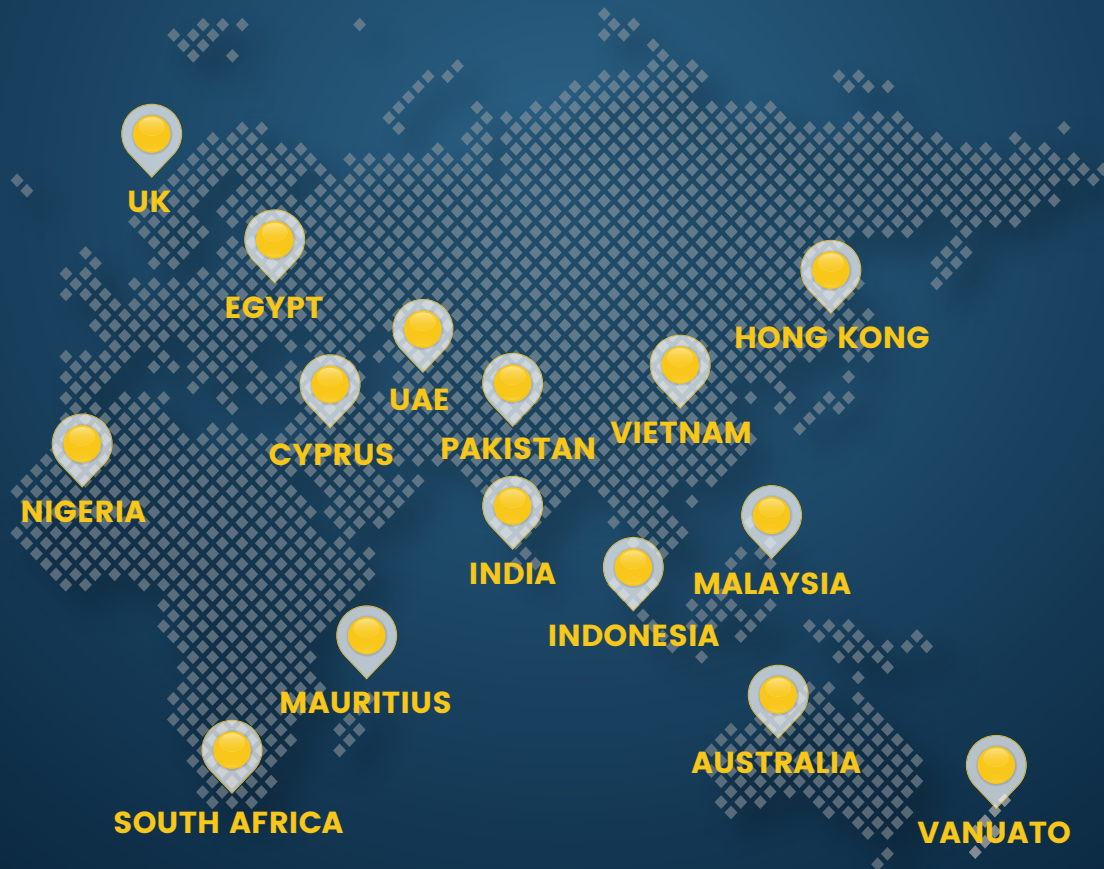 UK
EGYPT
HONG KONG
UAE
VIETNAM
PAKISTAN
CYPRUS
NIGERIA
INDIA
MALAYSIA
INDONESIA
MAURITIUS
AUSTRALIA
SOUTH AFRICA
VANUATO